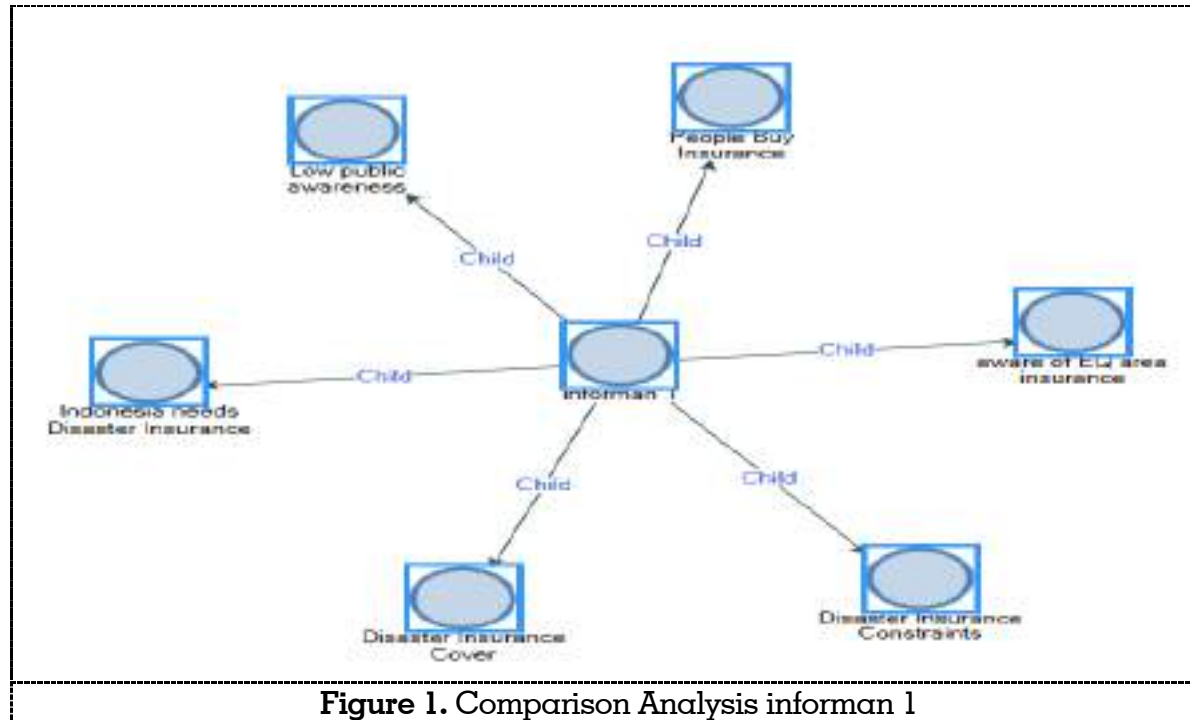 People Buy
Insurance
Low public
awareness
Child
Child
Child
aware of EQ area
insurance
Informan 1
Child
Indonesia needs
Disaster Insurance
Child
Child
Disaster Insurance
Constraints
Disaster Insurance
Cover
Figure 1. Comparison Analysis informan 1